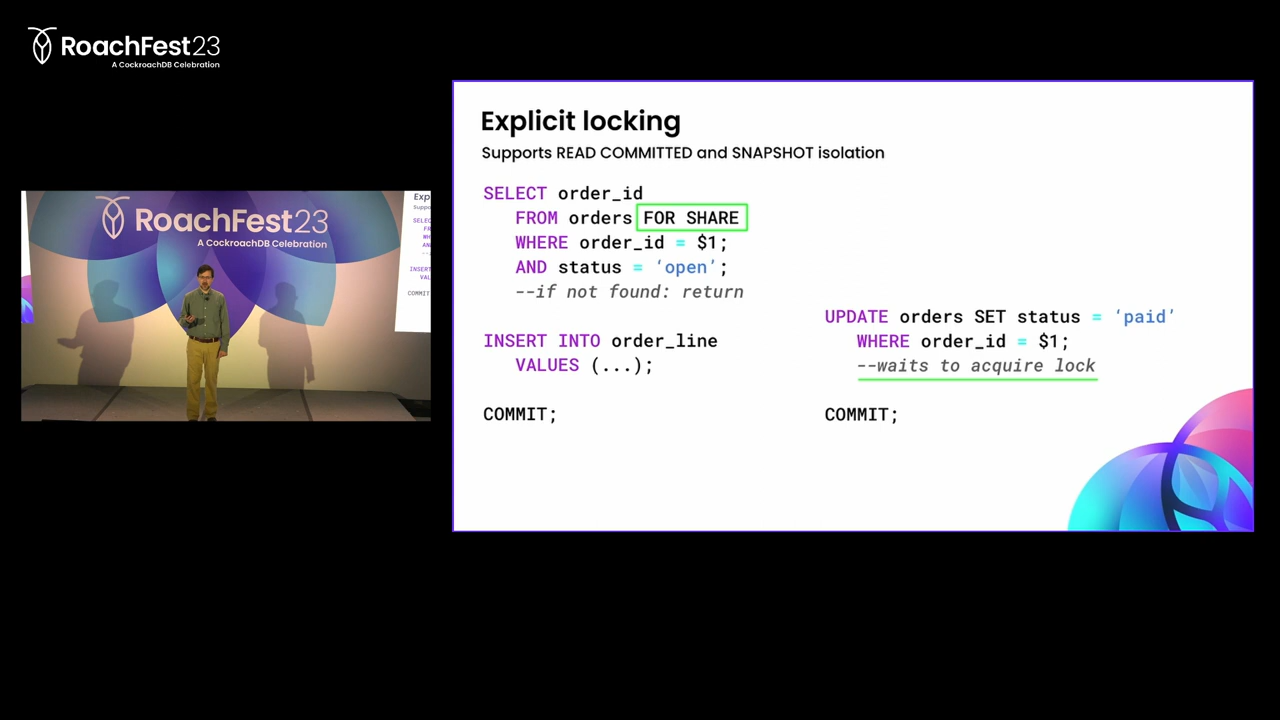 RoachFest23
A CockroachDB Celebration
RoachFest23
A CockroachDB Celebration
Explicit locking
Supports READ COMMITTED and SNAPSHOT isolation
SELECT order_id
FROM orders FOR SHARE
WHERE order_id = $1;
AND status = ‘open’;
--if not found: return
INSERT INTO order_line
VALUES (...);
COMMIT;
UPDATE orders SET status = ‘paid’
WHERE order_id = $1;
--waits to acquire lock
COMMIT;